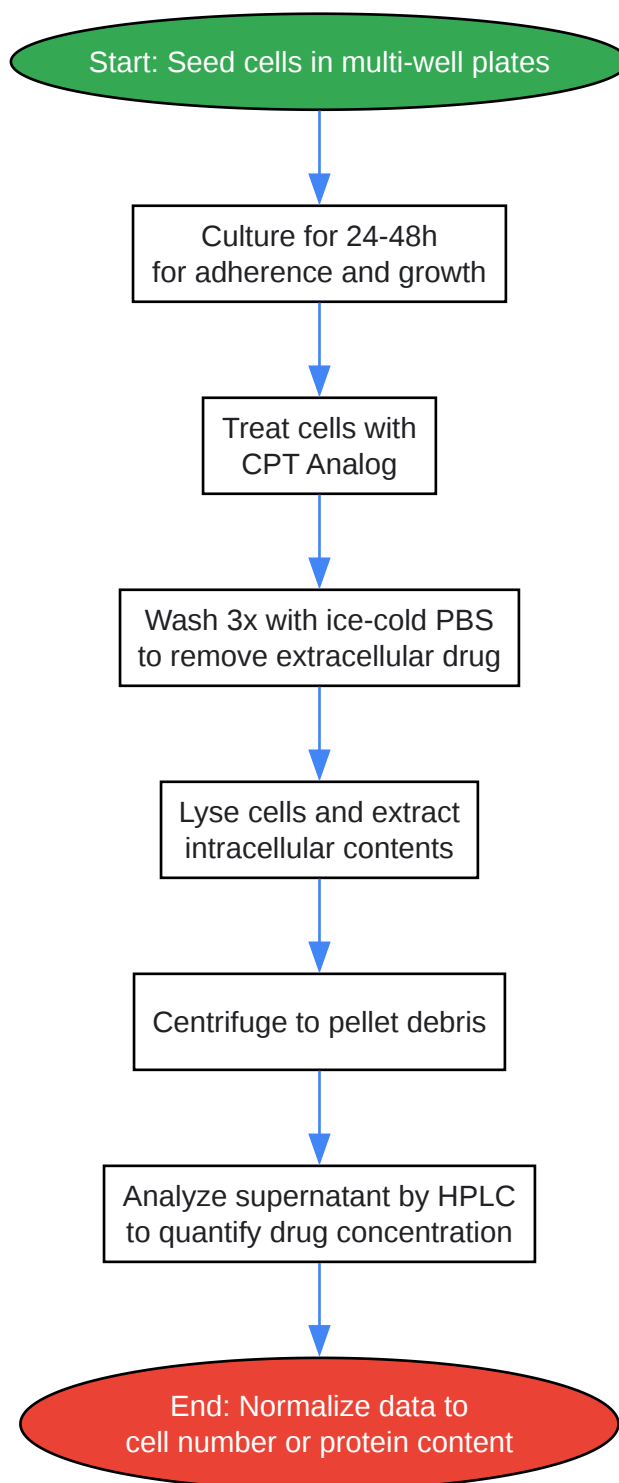 Start: Seed cells in multi-well plates
Culture for 24-48h
for adherence and growth
Treat cells with
CPT Analog
Wash 3x with ice-cold PBS
to remove extracellular drug
Lyse cells and extract
intracellular contents
Centrifuge to pellet debris
Analyze supernatant by HPLC
to quantify drug concentration
End: Normalize data to
cell number or protein content